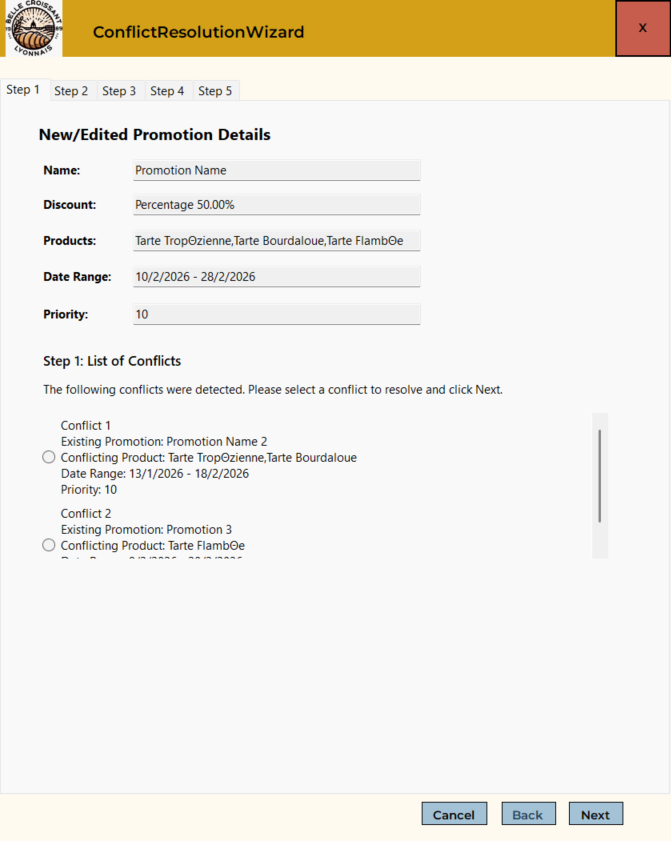 BELLE CROISSANT
LYONNAIS
ConflictResolutionWizard
X
Step 1
Step 2
Step 3
Step 4
Step 5
New/Edited Promotion Details
Name: Promotion Name
Discount: Percentage 50.00%
Products: Tarte TropΘzienne,Tarte Bourdaloue,Tarte FlambΘe
Date Range: 10/2/2026 - 28/2/2026
Priority: 10
Step 1: List of Conflicts
The following conflicts were detected. Please select a conflict to resolve and click Next.
Conflict 1
Existing Promotion: Promotion Name 2
Conflicting Product: Tarte TropΘzienne,Tarte Bourdaloue
Date Range: 13/1/2026 - 18/2/2026
Priority: 10
Conflict 2
Existing Promotion: Promotion 3
Conflicting Product: Tarte FlambΘe
Cancel
Back
Next